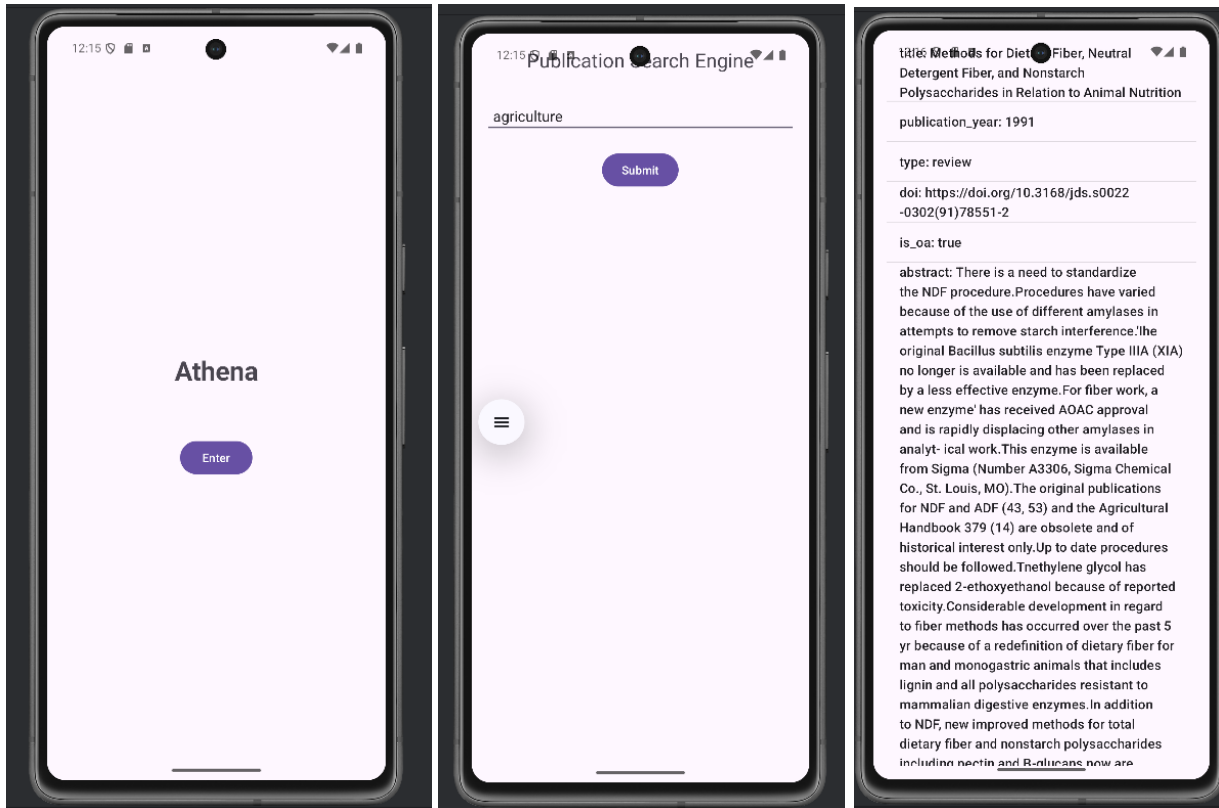 12:15
Athena
Enter
12:15
Publication Search Engine
agriculture
Submit
title: Methods for Dietary Fiber, Neutral
Detergent Fiber, and Nonstarch
Polysaccharides in Relation to Animal Nutrition
publication_year: 1991
type: review
doi: https://doi.org/10.3168/jds.s0022
-0302(91)78551-2
is_oa: true
abstract: There is a need to standardize
the NDF procedure.Procedures have varied
because of the use of different amylases in
attempts to remove starch interference.'lhe
original Bacillus subtilis enzyme Type IIIA (XIA)
no longer is available and has been replaced
by a less effective enzyme.For fiber work, a
new enzyme' has received AOAC approval
and is rapidly displacing other amylases in
analyt- ical work.This enzyme is available
from Sigma (Number A3306, Sigma Chemical
Co., St. Louis, MO).The original publications
for NDF and ADF (43, 53) and the Agricultural
Handbook 379 (14) are obsolete and of
historical interest only.Up to date procedures
should be followed.Tnethylene glycol has
replaced 2-ethoxyethanol because of reported
toxicity.Considerable development in regard
to fiber methods has occurred over the past 5
yr because of a redefinition of dietary fiber for
man and monogastric animals that includes
lignin and all polysaccharides resistant to
mammalian digestive enzymes.In addition
to NDF, new improved methods for total
dietary fiber and nonstarch polysaccharides
including pectin and B-glucans now are